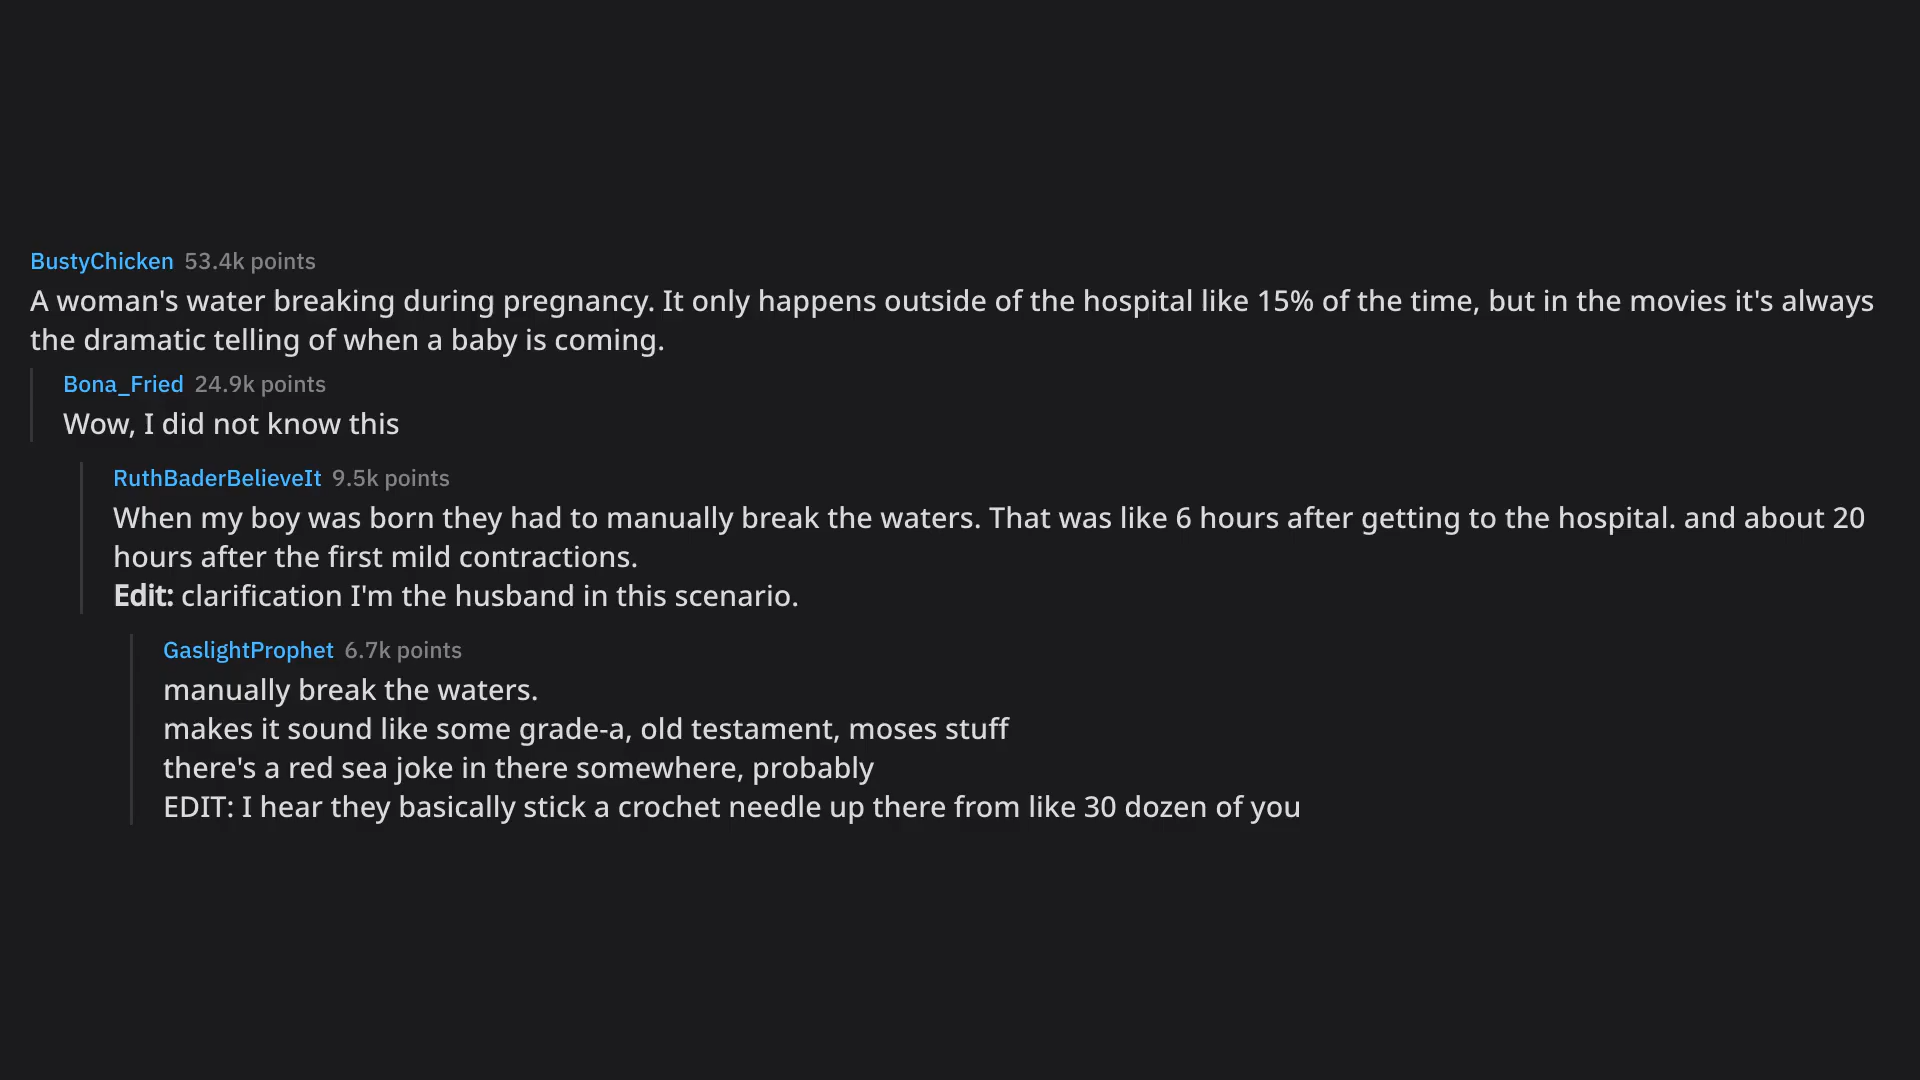 BustyChicken 53.4k points
A woman's water breaking during pregnancy. It only happens outside of the hospital like 15% of the time, but in the movies it's always
the dramatic telling of when a baby is coming.
Bona_Fried 24.9k points
Wow, I did not know this
RuthBaderBelieveIt 9.5k points
When my boy was born they had to manually break the waters. That was like 6 hours after getting to the hospital. and about 20
hours after the first mild contractions.
Edit: clarification I'm the husband in this scenario.
GaslightProphet 6.7k points
manually break the waters.
makes it sound like some grade-a, old testament, moses stuff
there's a red sea joke in there somewhere, probably
EDIT: I hear they basically stick a crochet needle up there from like 30 dozen of you